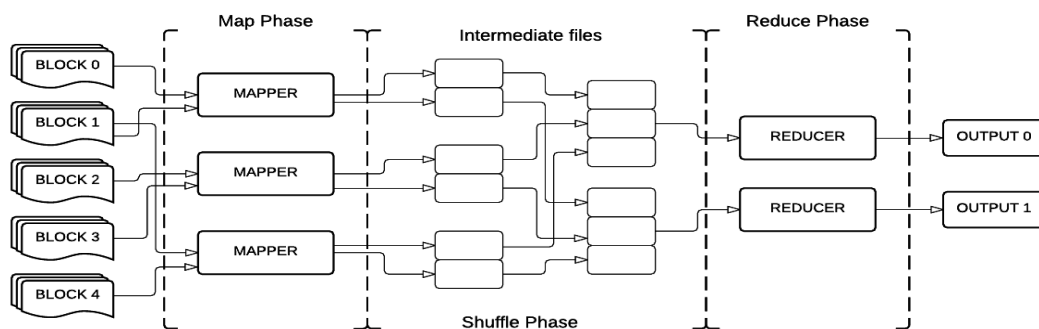 Map Phase
Intermediate files
Reduce Phase
BLOCK 0
BLOCK 1
BLOCK 2
BLOCK 3
BLOCK 4
MAPPER
MAPPER
MAPPER
REDUCER
REDUCER
OUTPUT 0
OUTPUT 1
Shuffle Phase